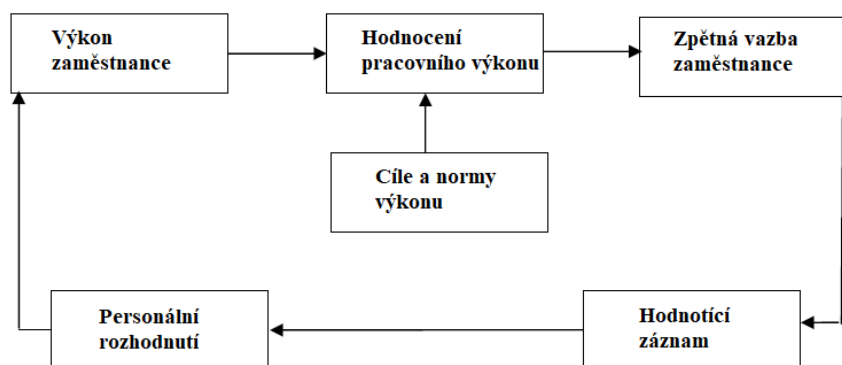 Výkon
zaměstnance
Hodnocení
pracovního výkonu
Zpětná vazba
zaměstnance
Cíle a normy
výkonu
Personální
rozhodnutí
Hodnotící
záznam